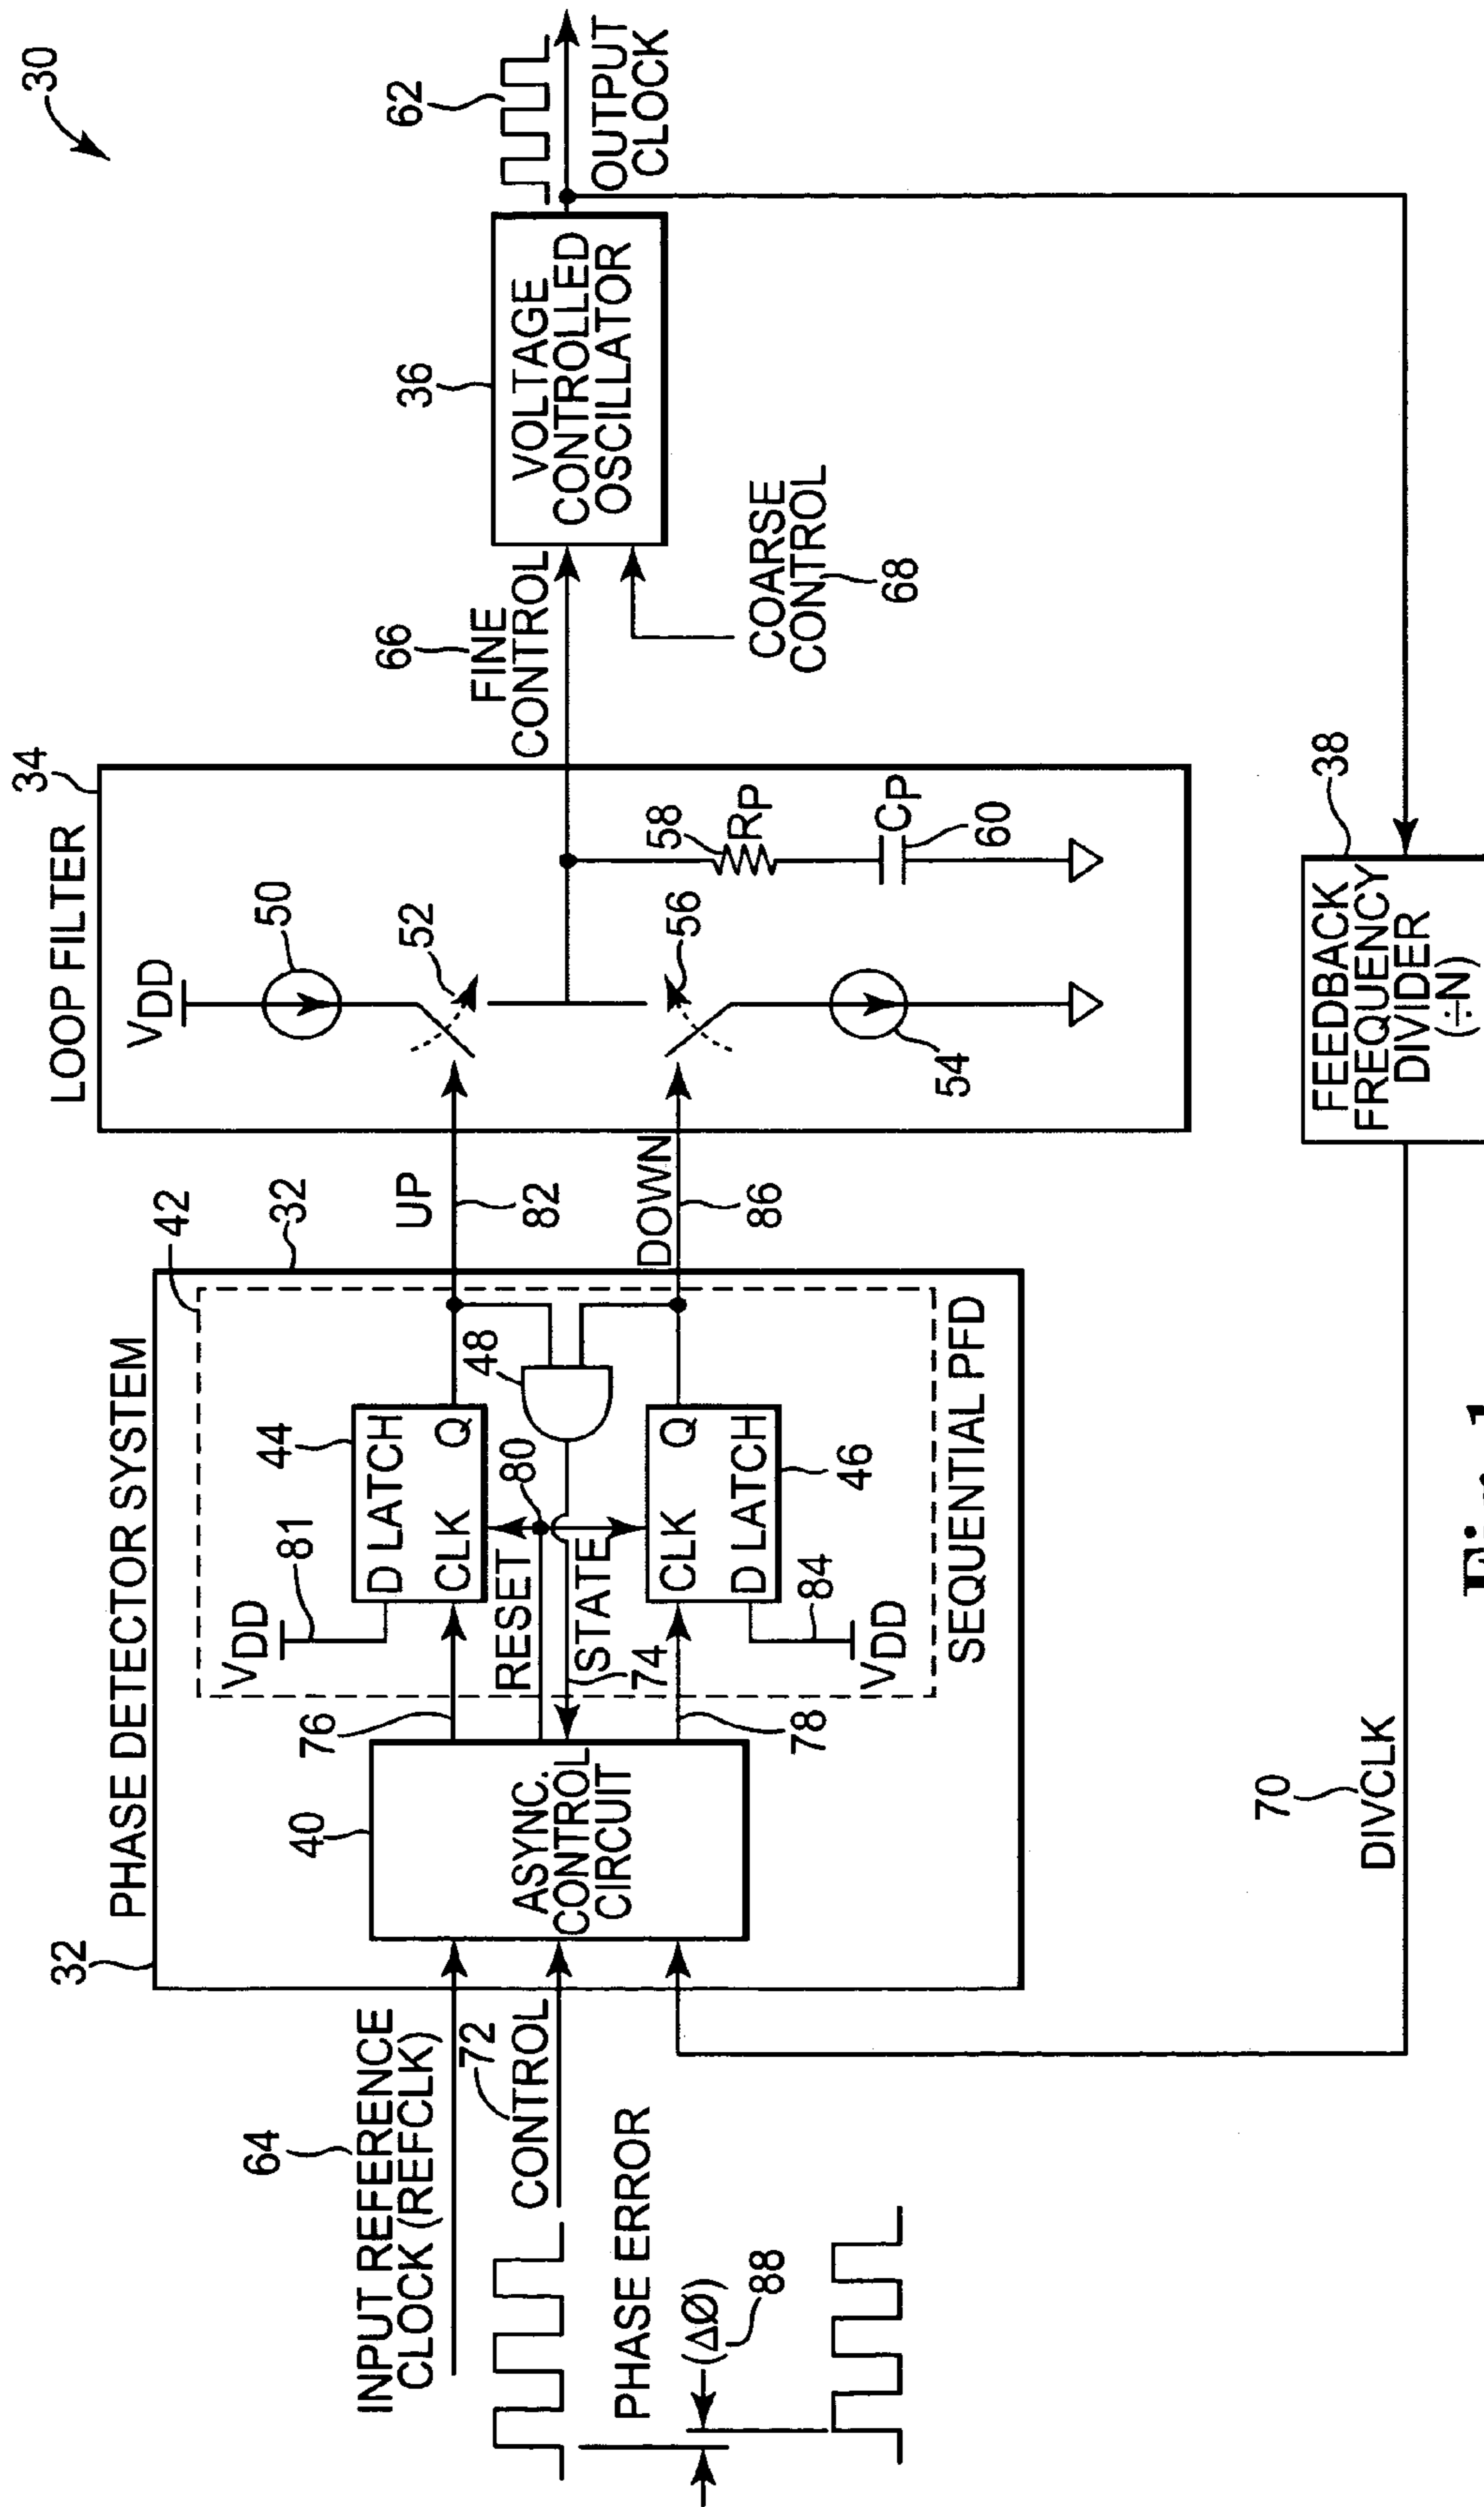 30
PHASE DETECTOR SYSTEM
32
42
32
LOOP FILTER
34
INPUT REFERENCE
CLOCK (REFCLK)
64
72
CONTROL
PHASE ERROR
(ΔØ)
88
40
ASYNC.
CONTROL
CIRCUIT
76
78
VDD
81
44
D LATCH
CLK Q
RESET
80
48
STATE
74
CLK Q
D LATCH
46
84
VDD
SEQUENTIAL PFD
UP
82
DOWN
86
VDD
50
52
56
54
58
RP
CP
60
66
FINE
CONTROL
36
VOLTAGE
CONTROLLED
OSCILLATOR
COARSE
CONTROL
68
62
OUTPUT
CLOCK
70
DIVCLK
38
FEEDBACK
FREQUENCY
DIVIDER
(÷N)